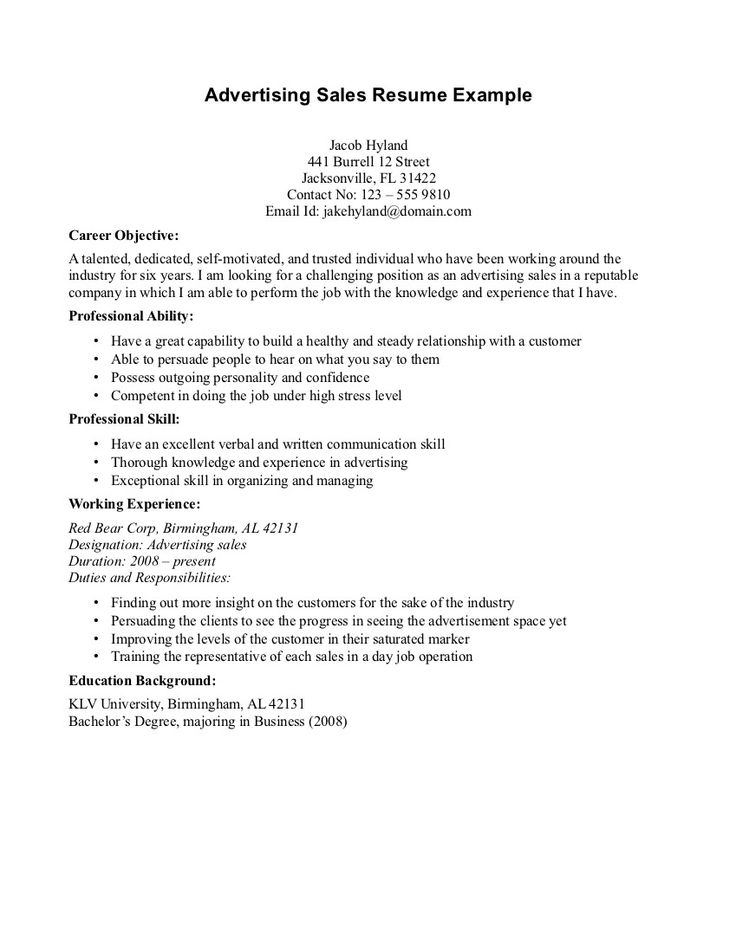 Advertising Sales Resume Example
Jacob Hyland
441 Burrell 12 Street
Jacksonville, FL 31422
Contact No: 123 – 555 9810
Email Id: jakehyland@domain.com
Career Objective:
A talented, dedicated, self-motivated, and trusted individual who have been working around the
industry for six years. I am looking for a challenging position as an advertising sales in a reputable
company in which I am able to perform the job with the knowledge and experience that I have.
Professional Ability:
• Have a great capability to build a healthy and steady relationship with a customer
• Able to persuade people to hear on what you say to them
• Possess outgoing personality and confidence
• Competent in doing the job under high stress level
Professional Skill:
• Have an excellent verbal and written communication skill
• Thorough knowledge and experience in advertising
• Exceptional skill in organizing and managing
Working Experience:
Red Bear Corp, Birmingham, AL 42131
Designation: Advertising sales
Duration: 2008 – present
Duties and Responsibilities:
• Finding out more insight on the customers for the sake of the industry
• Persuading the clients to see the progress in seeing the advertisement space yet
• Improving the levels of the customer in their saturated marker
• Training the representative of each sales in a day job operation
Education Background:
KLV University, Birmingham, AL 42131
Bachelor’s Degree, majoring in Business (2008)